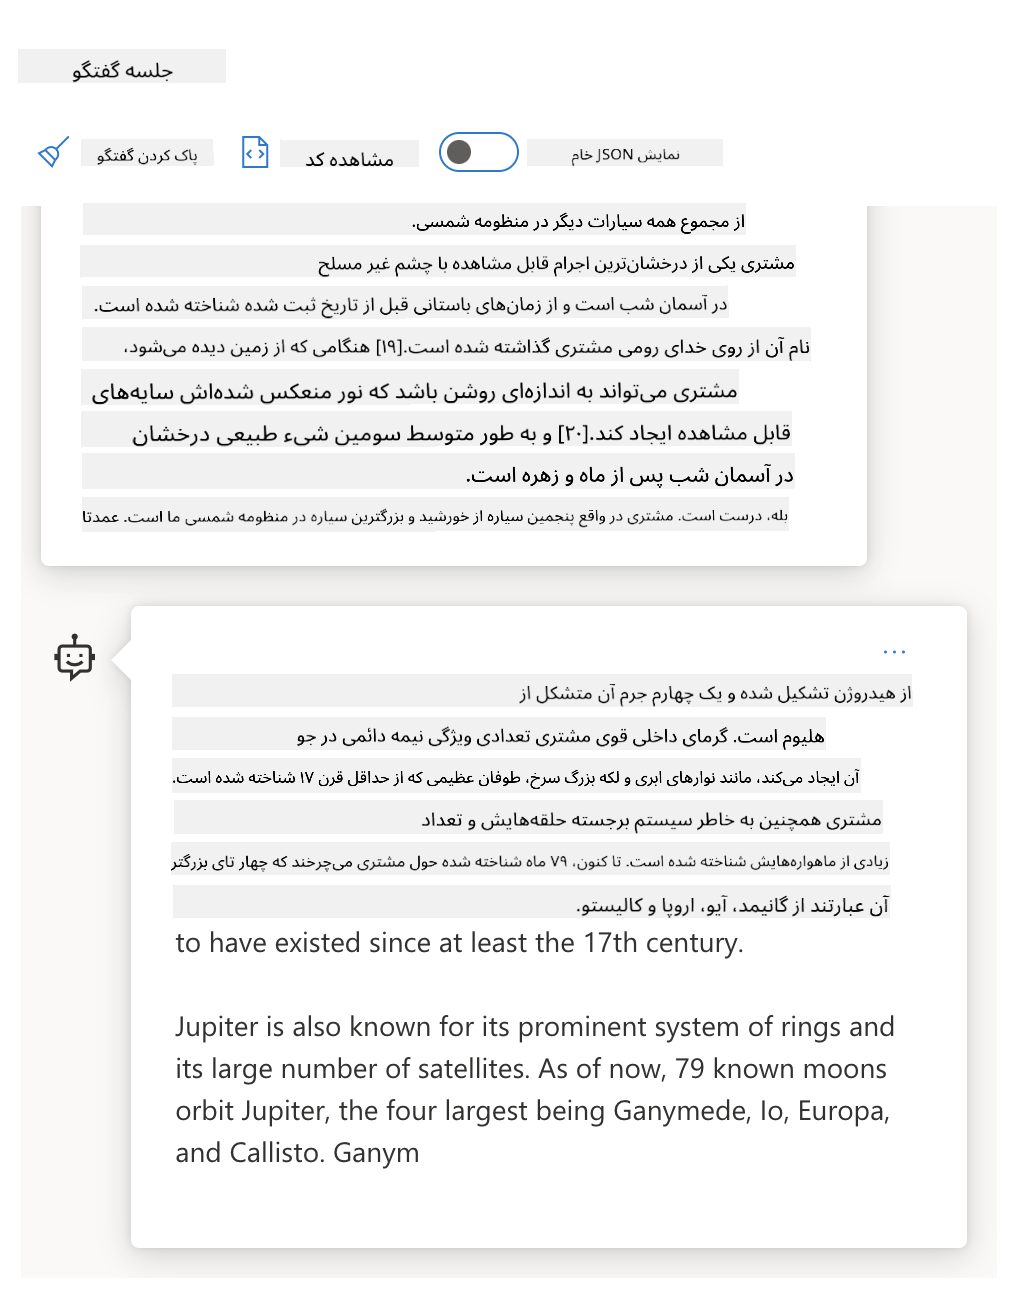 جلسه گفتگو
پاک کردن گفتگو
مشاهده کد
نمایش JSON خام
از مجموع همه سیارات دیگر در منظومه شمسی.
مشتری یکی از درخشان‌ترین اجرام قابل مشاهده با چشم غیر مسلح
در آسمان شب است و از زمان‌های باستانی قبل از تاریخ ثبت شده شناخته شده است.
نام آن از روی خدای رومی مشتری گذاشته شده است.[۱۹] هنگامی که از زمین دیده می‌شود،
مشتری می‌تواند به اندازه‌ای روشن باشد که نور منعکس شده‌اش سایه‌های
قابل مشاهده ایجاد کند.[۲۰] و به طور متوسط سومین شیء طبیعی درخشان
در آسمان شب پس از ماه و زهره است.
بله، درست است. مشتری در واقع پنجمین سیاره از خورشید و بزرگترین سیاره در منظومه شمسی ما است. عمدتا
...
از هیدروژن تشکیل شده و یک چهارم جرم آن متشکل از
هلیوم است. گرمای داخلی قوی مشتری تعدادی ویژگی نیمه دائمی در جو
آن ایجاد می‌کند، مانند نوارهای ابری و لکه بزرگ سرخ، طوفان عظیمی که از حداقل قرن ۱۷ شناخته شده است.
مشتری همچنین به خاطر سیستم برجسته حلقه‌هایش و تعداد
زیادی از ماهواره‌هایش شناخته شده است. تا کنون، ۷۹ ماه شناخته شده حول مشتری می‌چرخند که چهار تای بزرگتر
آن عبارتند از گانیمد، آیو، اروپا و کالیستو.
to have existed since at least the 17th century.
Jupiter is also known for its prominent system of rings and
its large number of satellites. As of now, 79 known moons
orbit Jupiter, the four largest being Ganymede, Io, Europa,
and Callisto. Ganym